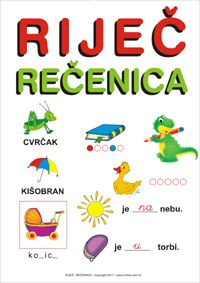 RIJEČ
REČENICA
CVRČAK
KIŠOBRAN
ko_ic_
je na nebu.
je u torbi.